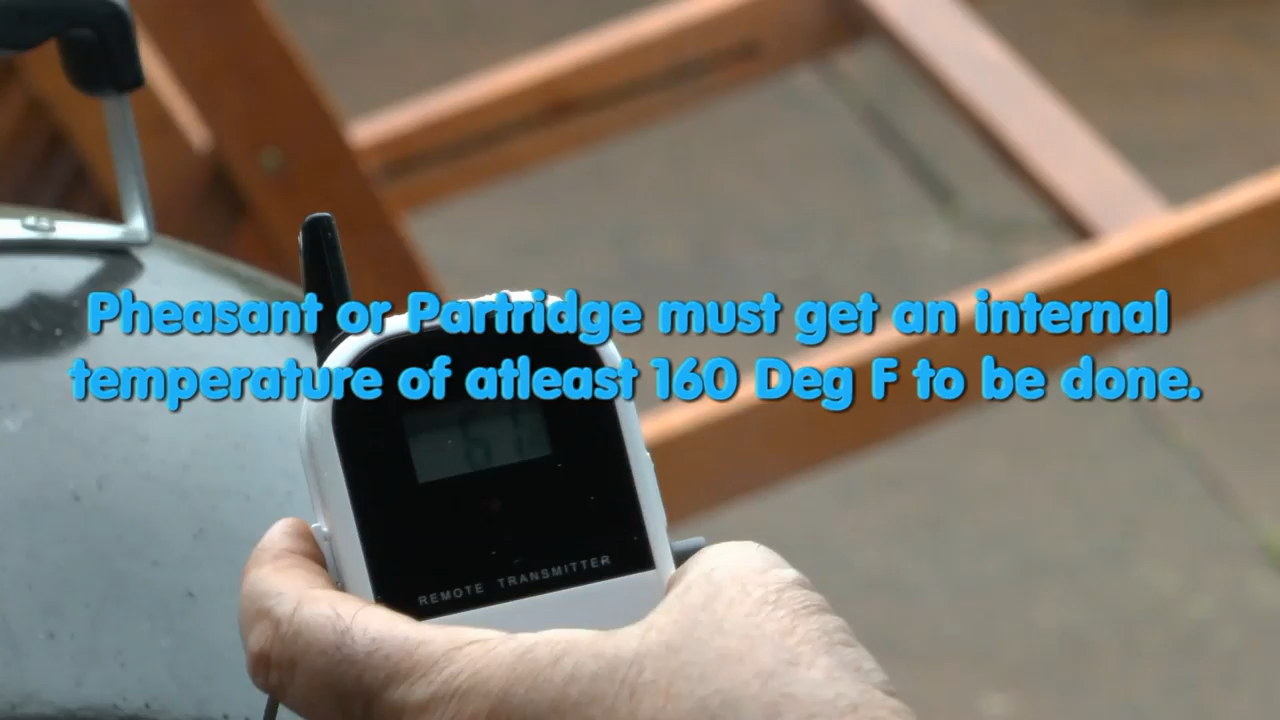 Pheasant or Partridge must get an internal
temperature of atleast 160 Deg F to be done.
REMOTE TRANSMITTER